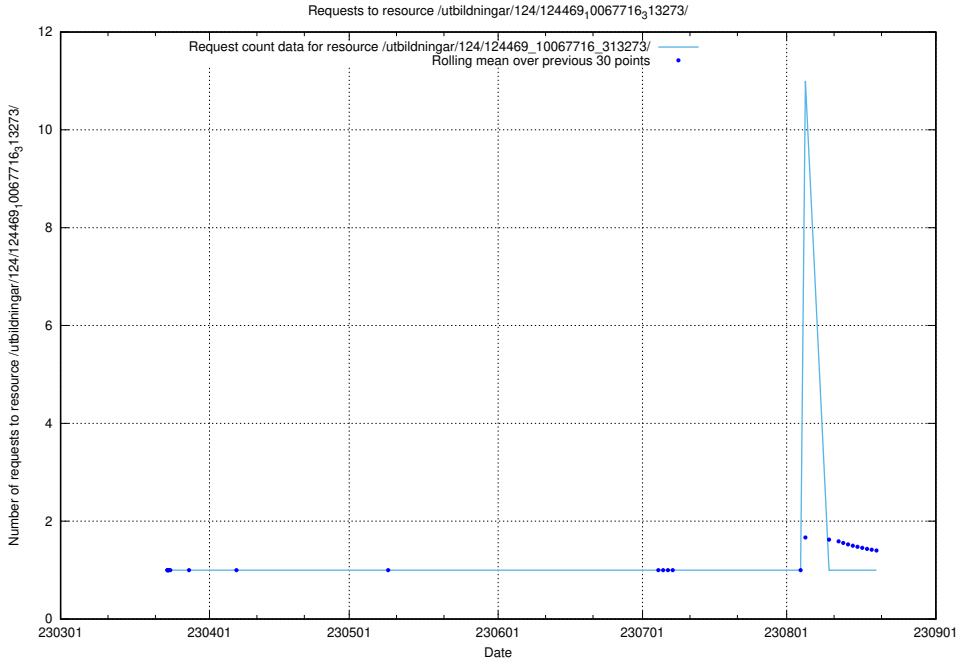 Requests to resource /utbildningar/124/124469₁0067716₃13273/
Request count data for resource /utbildningar/124/124469_10067716_313273/
Rolling mean over previous 30 points
Number of requests to resource /utbildningar/124/124469₁0067716₃13273/
12
10
8
6
4
2
0
230301 230401 230501 230601 230701 230801 230901
Date